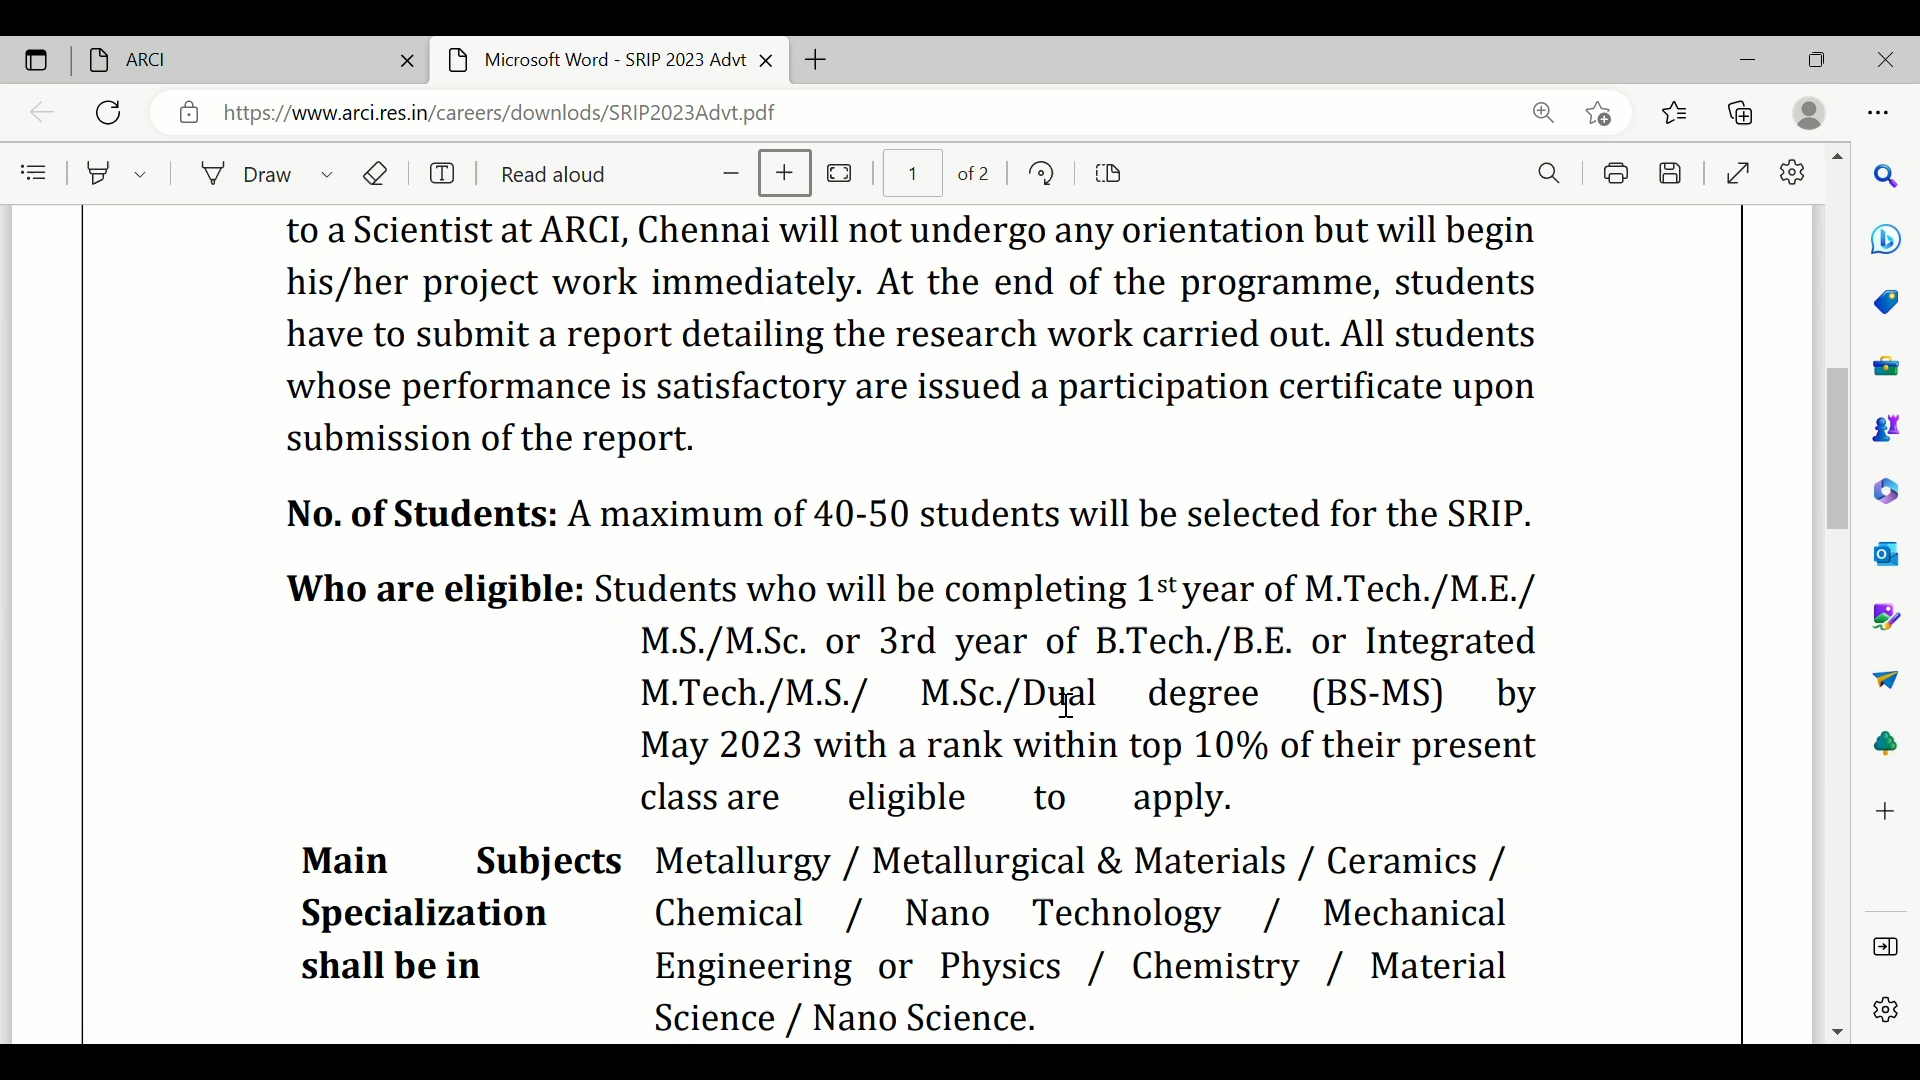 ARCI
Microsoft Word - SRIP 2023 Advt
https://www.arci.res.in/careers/downlods/SRIP2023Advt.pdf
Draw
Read aloud
1 of 2
to a Scientist at ARCI, Chennai will not undergo any orientation but will begin
his/her project work immediately. At the end of the programme, students
have to submit a report detailing the research work carried out. All students
whose performance is satisfactory are issued a participation certificate upon
submission of the report.
No. of Students: A maximum of 40-50 students will be selected for the SRIP.
Who are eligible: Students who will be completing 1st year of M.Tech./M.E./
M.S./M.Sc. or 3rd year of B.Tech./B.E. or Integrated
M.Tech./M.S./ M.Sc./Dual degree (BS-MS) by
May 2023 with a rank within top 10% of their present
class are eligible to apply.
Main Subjects Metallurgy / Metallurgical & Materials / Ceramics /
Specialization Chemical / Nano Technology / Mechanical
shall be in Engineering or Physics / Chemistry / Material
Science / Nano Science.